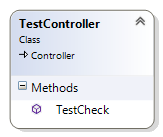 TestController
Class
Controller
Methods
TestCheck